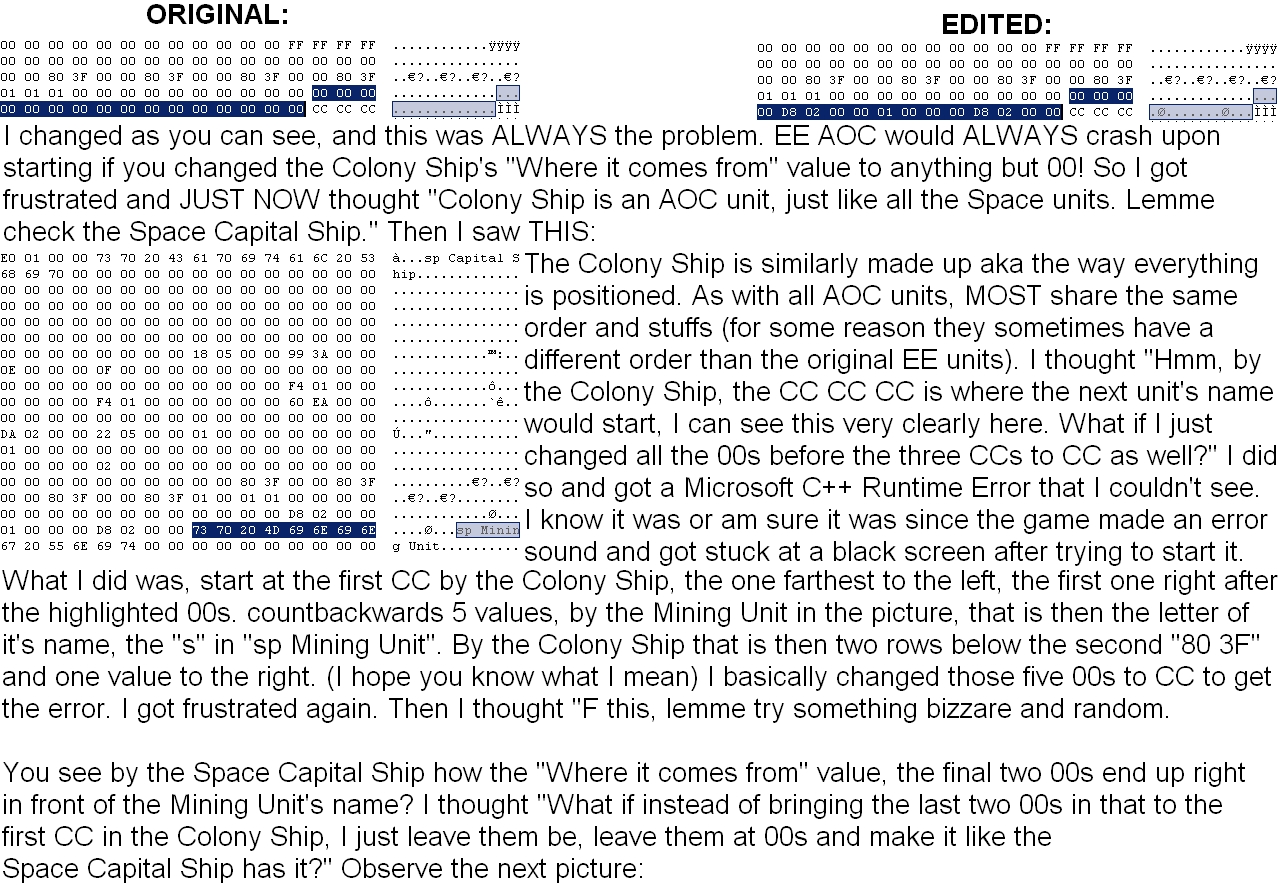 ORIGINAL:
00 00 00 00 00 00 00 00 00 00 00 00 FF FF FF FF ............ÿÿÿÿ
00 00 00 00 00 00 00 00 00 00 00 00 00 00 00 00 ................
00 00 80 3F 00 00 80 3F 00 00 80 3F 00 00 80 3F ..€?..€?..€?..€?
01 01 01 00 00 00 00 00 00 00 00 00 00 00 00 00 ................
00 00 00 00 00 00 00 00 00 00 00 00 00 CC CC CC .............ÌÌÌ
EDITED:
00 00 00 00 00 00 00 00 00 00 00 00 FF FF FF FF ............ÿÿÿÿ
00 00 00 00 00 00 00 00 00 00 00 00 00 00 00 00 ................
00 00 80 3F 00 00 80 3F 00 00 80 3F 00 00 80 3F ..€?..€?..€?..€?
01 01 01 00 00 00 00 00 00 00 00 00 00 00 00 00 ................
00 D8 02 00 00 01 00 00 00 D8 02 00 00 CC CC CC .Ø.......Ø...ÌÌÌ
I changed as you can see, and this was ALWAYS the problem. EE AOC would ALWAYS crash upon
starting if you changed the Colony Ship's "Where it comes from" value to anything but 00! So I got
frustrated and JUST NOW thought "Colony Ship is an AOC unit, just like all the Space units. Lemme
check the Space Capital Ship." Then I saw THIS:
E0 01 00 00 73 70 20 43 61 70 69 74 61 6C 20 53 à...sp Capital S
68 69 70 00 00 00 00 00 00 00 00 00 00 00 00 00 hip.............
00 00 00 00 00 00 00 00 00 00 00 00 00 00 00 00 ................
00 00 00 00 00 00 00 00 00 00 00 00 00 00 00 00 ................
00 00 00 00 00 00 00 00 00 00 00 00 00 00 00 00 ................
00 00 00 00 00 00 00 00 00 00 00 00 00 00 00 00 ................
00 00 00 00 00 00 00 00 18 05 00 00 99 3A 00 00 ............™:..
0E 00 00 00 0F 00 00 00 00 00 00 00 00 00 00 00 ................
00 00 00 00 00 00 00 00 00 00 00 00 F4 01 00 00 ............ô...
00 00 00 00 F4 01 00 00 00 00 00 00 60 EA 00 00 ....ô.......`ê..
00 00 00 00 00 00 00 00 00 00 00 00 00 00 00 00 ................
DA 02 00 00 22 05 00 00 01 00 00 00 00 00 00 00 Ú..."...........
01 00 00 00 00 00 00 00 00 00 00 00 00 00 00 00 ................
00 00 00 00 02 00 00 00 00 00 00 00 00 00 00 00 ................
00 00 00 00 00 00 00 00 00 00 80 3F 00 00 80 3F ..........€?..€?
00 00 80 3F 00 00 80 3F 01 00 01 01 00 00 00 00 ..€?..€?........
00 00 00 00 00 00 00 00 00 00 00 00 D8 02 00 00 ............Ø...
01 00 00 00 D8 02 00 00 73 70 20 4D 69 6E 69 6E ....Ø...sp Minin
67 20 55 6E 69 74 00 00 00 00 00 00 00 00 00 00 g Unit..........
The Colony Ship is similarly made up aka the way everything
is positioned. As with all AOC units, MOST share the same
order and stuffs (for some reason they sometimes have a
different order than the original EE units). I thought "Hmm, by
the Colony Ship, the CC CC CC is where the next unit's name
would start, I can see this very clearly here. What if I just
changed all the 00s before the three CCs to CC as well?" I did
so and got a Microsoft C++ Runtime Error that I couldn't see.
I know it was or am sure it was since the game made an error
sound and got stuck at a black screen after trying to start it.
What I did was, start at the first CC by the Colony Ship, the one farthest to the left, the first one right after
the highlighted 00s. countbackwards 5 values, by the Mining Unit in the picture, that is then the letter of
it's name, the "s" in "sp Mining Unit". By the Colony Ship that is then two rows below the second "80 3F"
and one value to the right. (I hope you know what I mean) I basically changed those five 00s to CC to get
the error. I got frustrated again. Then I thought "F this, lemme try something bizzare and random.
You see by the Space Capital Ship how the "Where it comes from" value, the final two 00s end up right
in front of the Mining Unit's name? I thought "What if instead of bringing the last two 00s in that to the
first CC in the Colony Ship, I just leave them be, leave them at 00s and make it like the
Space Capital Ship has it?" Observe the next picture: